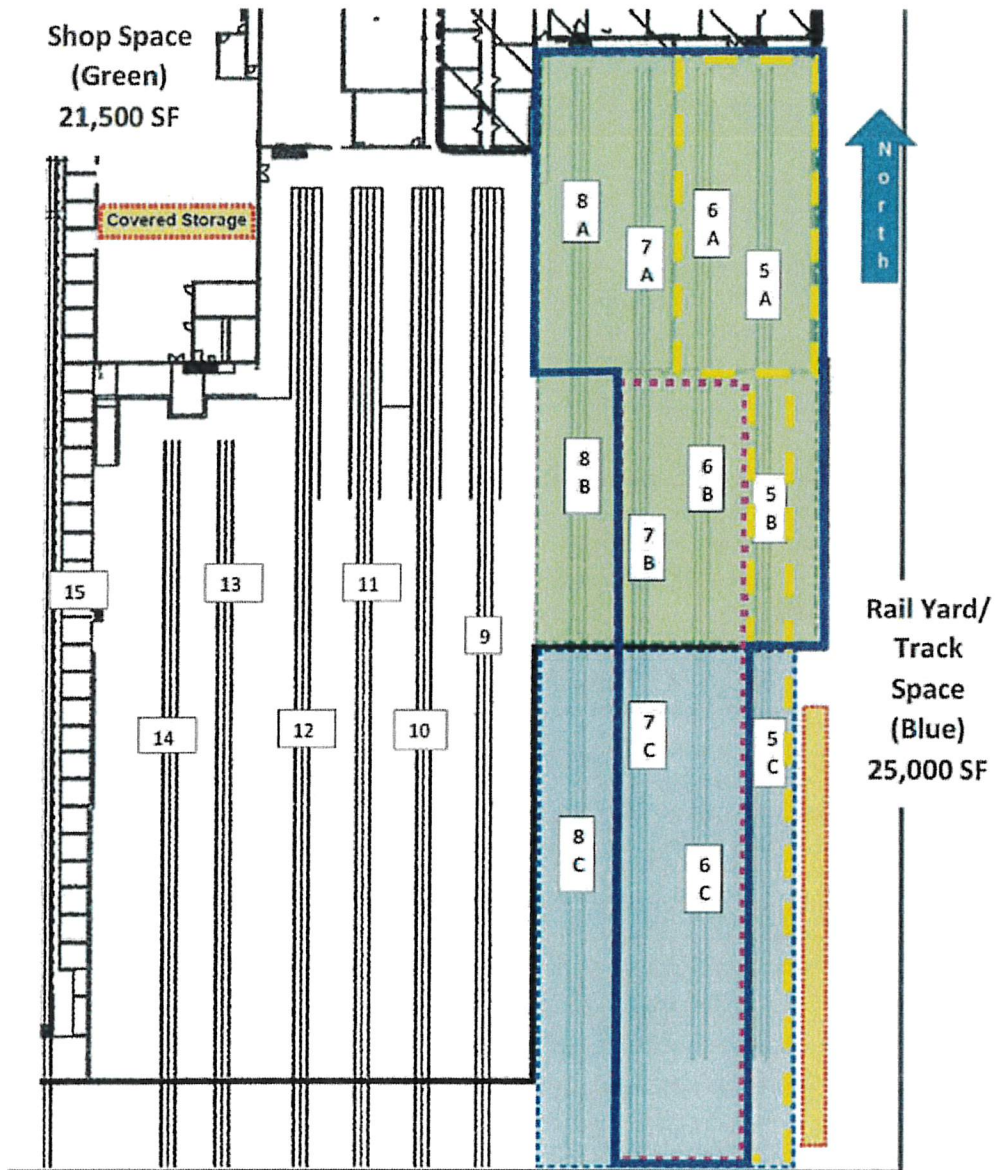 Shop Space
(Green)
21,500 SF
Covered Storage
N
o
r
t
h
8
A
7
A
6
A
5
A
8
B
7
B
6
B
5
B
15
13
11
9
14
12
10
7
C
5
C
8
C
6
C
Rail Yard/
Track
Space
(Blue)
25,000 SF